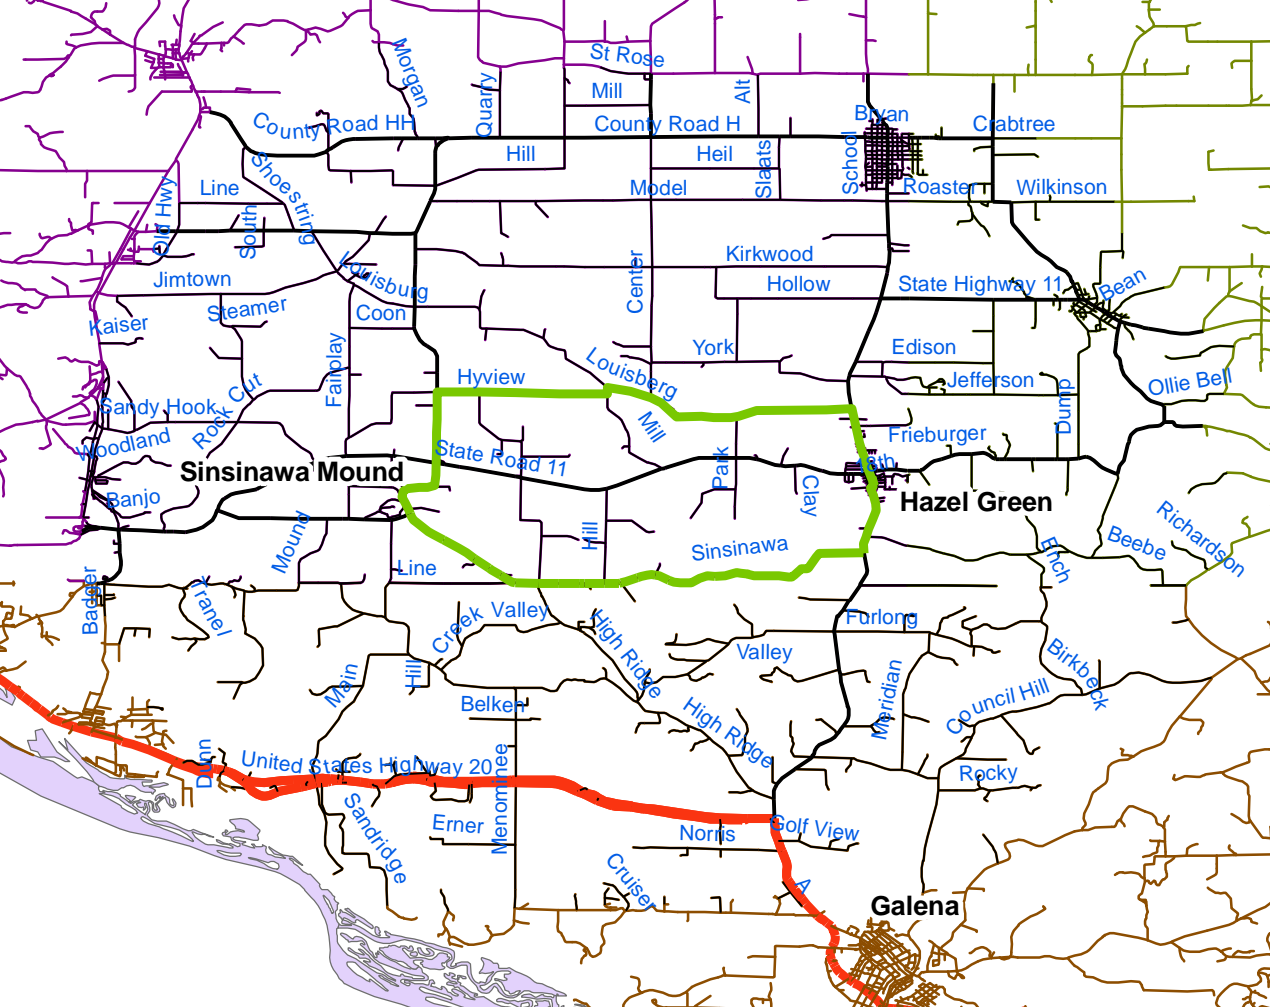 St Rose
Morgan
Quarry
Mill
Alt
Bryan
County Road HH
County Road H
Crabtree
Hill
Heil
Slaats
School
Shoestring
Line
Model
Roaster
Wilkinson
Old Hwy
South
Kirkwood
Louisburg
Center
Jimtown
Hollow
State Highway 11
Bean
Steamer
Coon
Kaiser
Fairplay
York
Edison
Louisberg
Hyview
Jefferson
Ollie Bell
Sandy Hook
Rock Cut
Dump
Mill
Woodland
Frieburger
State Road 11
Park
18th
Sinsinawa Mound
Banjo
Clay
Hazel Green
Mound
Hill
Sinsinawa
Ench
Beebe
Richardson
Line
Badger
Tranel
Creek Valley
High Ridge
Furlong
Valley
Birkbeck
Main
Hill
Meridian
Council Hill
Belken
High Ridge
Dunn
United States Highway 20
Menominee
Rocky
Sandridge
Erner
Norris
Golf View
Cruiser
A
Galena